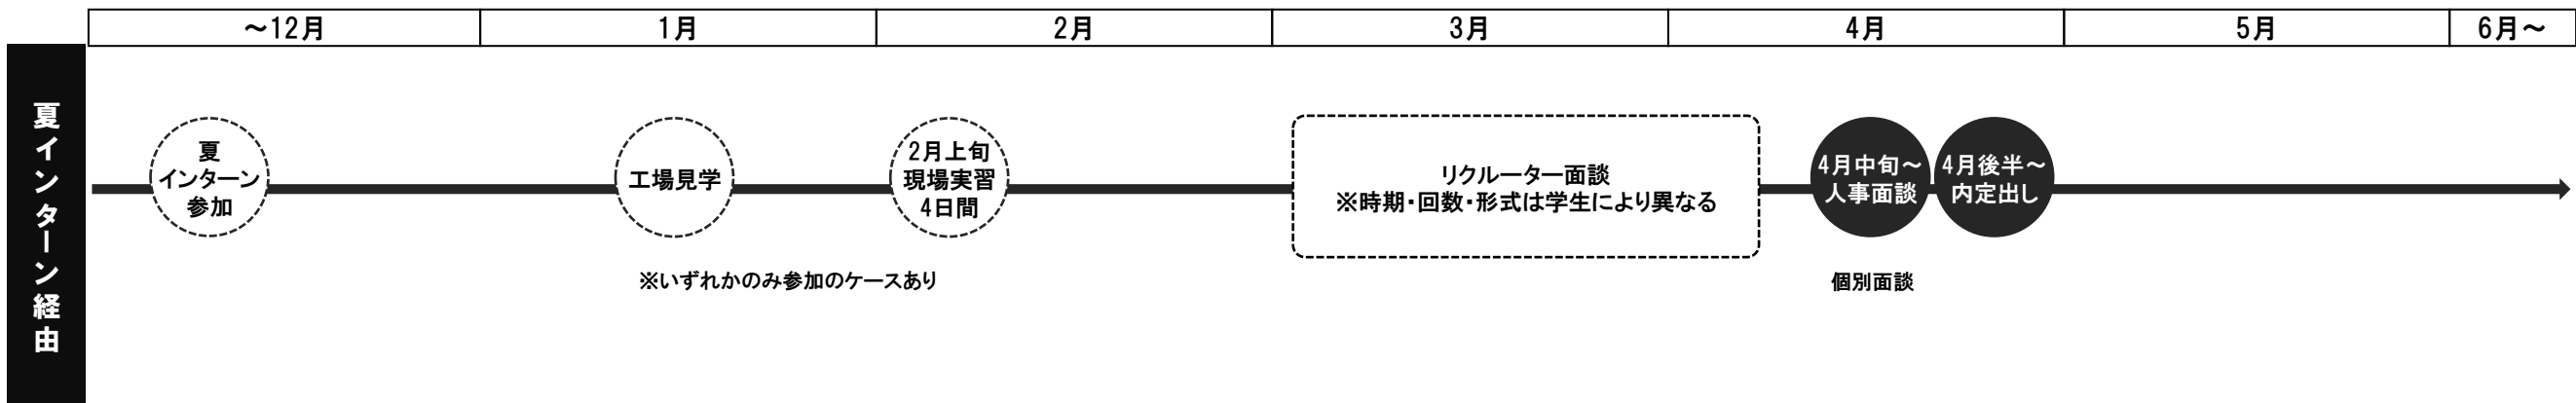 ～12月
1月
2月
3月
4月
5月
6月～
夏インターン経由
夏
インターン
参加
工場見学
2月上旬
現場実習
4日間
リクルーター面談
※時期・回数・形式は学生により異なる
4月中旬～
人事面談
4月後半～
内定出し
※いずれかのみ参加のケースあり
個別面談